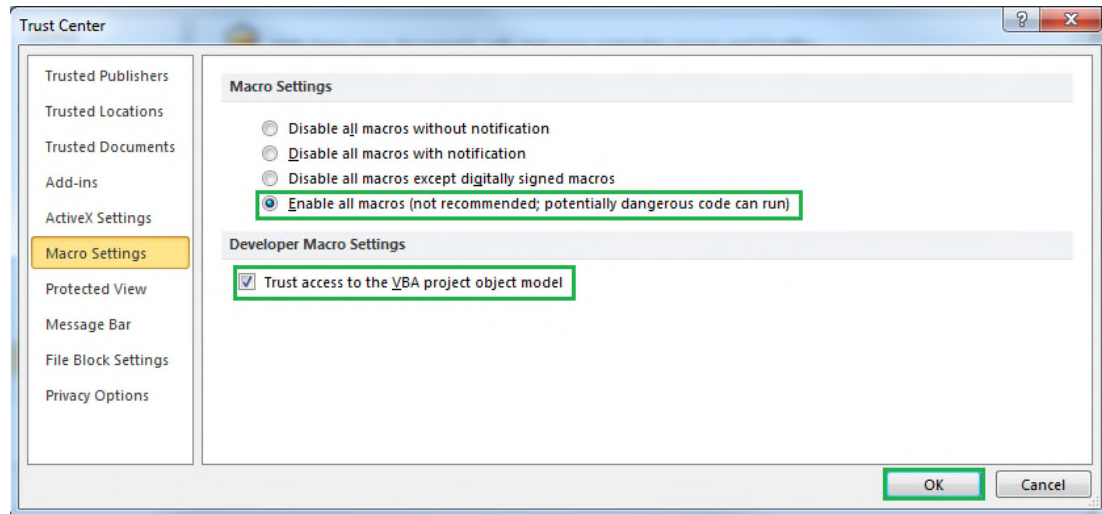 Trust Center
?
X
Trusted Publishers
Trusted Locations
Trusted Documents
Add-ins
ActiveX Settings
Macro Settings
Protected View
Message Bar
File Block Settings
Privacy Options
Macro Settings
Disable all macros without notification
Disable all macros with notification
Disable all macros except digitally signed macros
Enable all macros (not recommended; potentially dangerous code can run)
Developer Macro Settings
Trust access to the VBA project object model
OK
Cancel